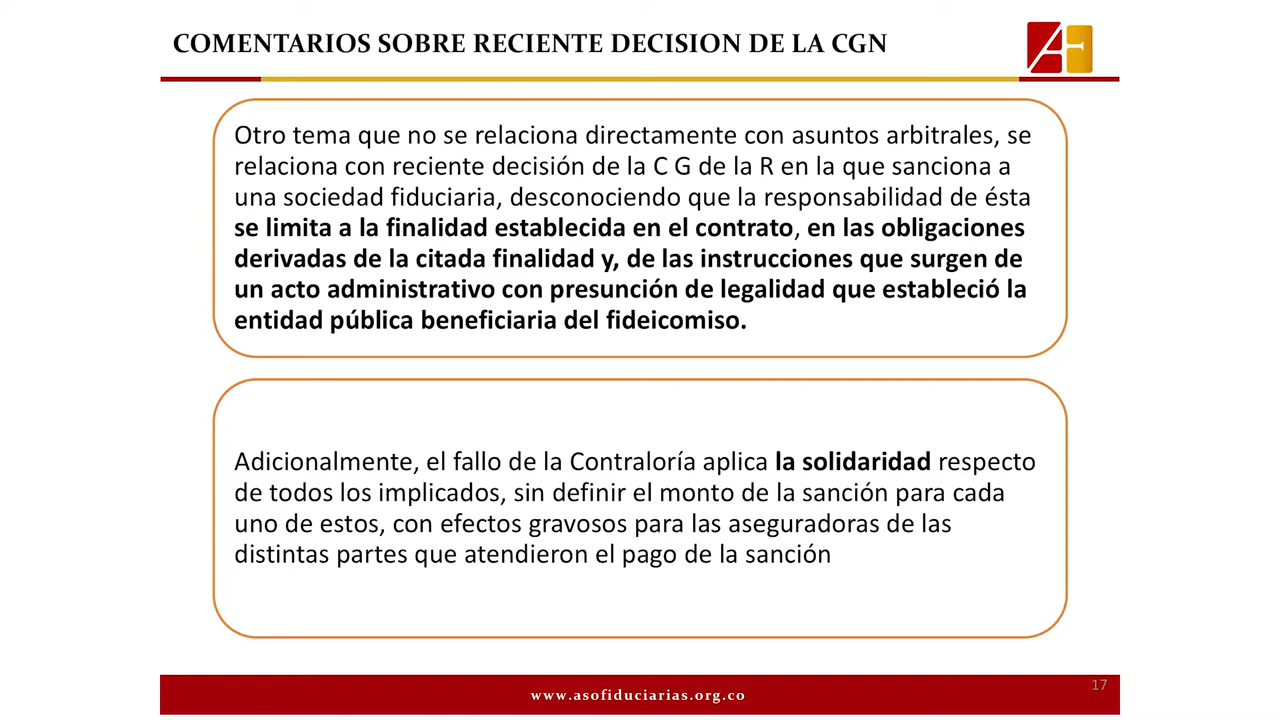 COMENTARIOS SOBRE RECIENTE DECISION DE LA CGN
Otro tema que no se relaciona directamente con asuntos arbitrales, se
relaciona con reciente decisión de la C G de la R en la que sanciona a
una sociedad fiduciaria, desconociendo que la responsabilidad de ésta
se limita a la finalidad establecida en el contrato, en las obligaciones
derivadas de la citada finalidad y, de las instrucciones que surgen de
un acto administrativo con presunción de legalidad que estableció la
entidad pública beneficiaria del fideicomiso.
Adicionalmente, el fallo de la Contraloría aplica la solidaridad respecto
de todos los implicados, sin definir el monto de la sanción para cada
uno de estos, con efectos gravosos para las aseguradoras de las
distintas partes que atendieron el pago de la sanción
www.asofiduciarias.org.co
17